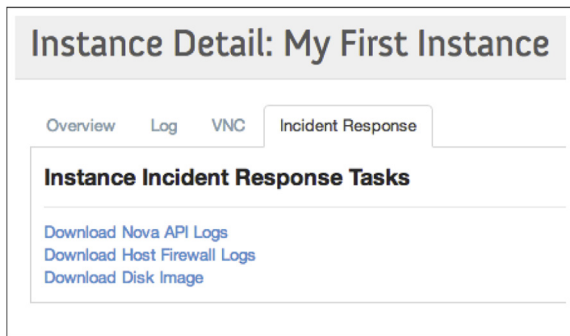 Instance Detail: My First Instance
Overview Log VNC Incident Response
Instance Incident Response Tasks
Download Nova API Logs
Download Host Firewall Logs
Download Disk Image